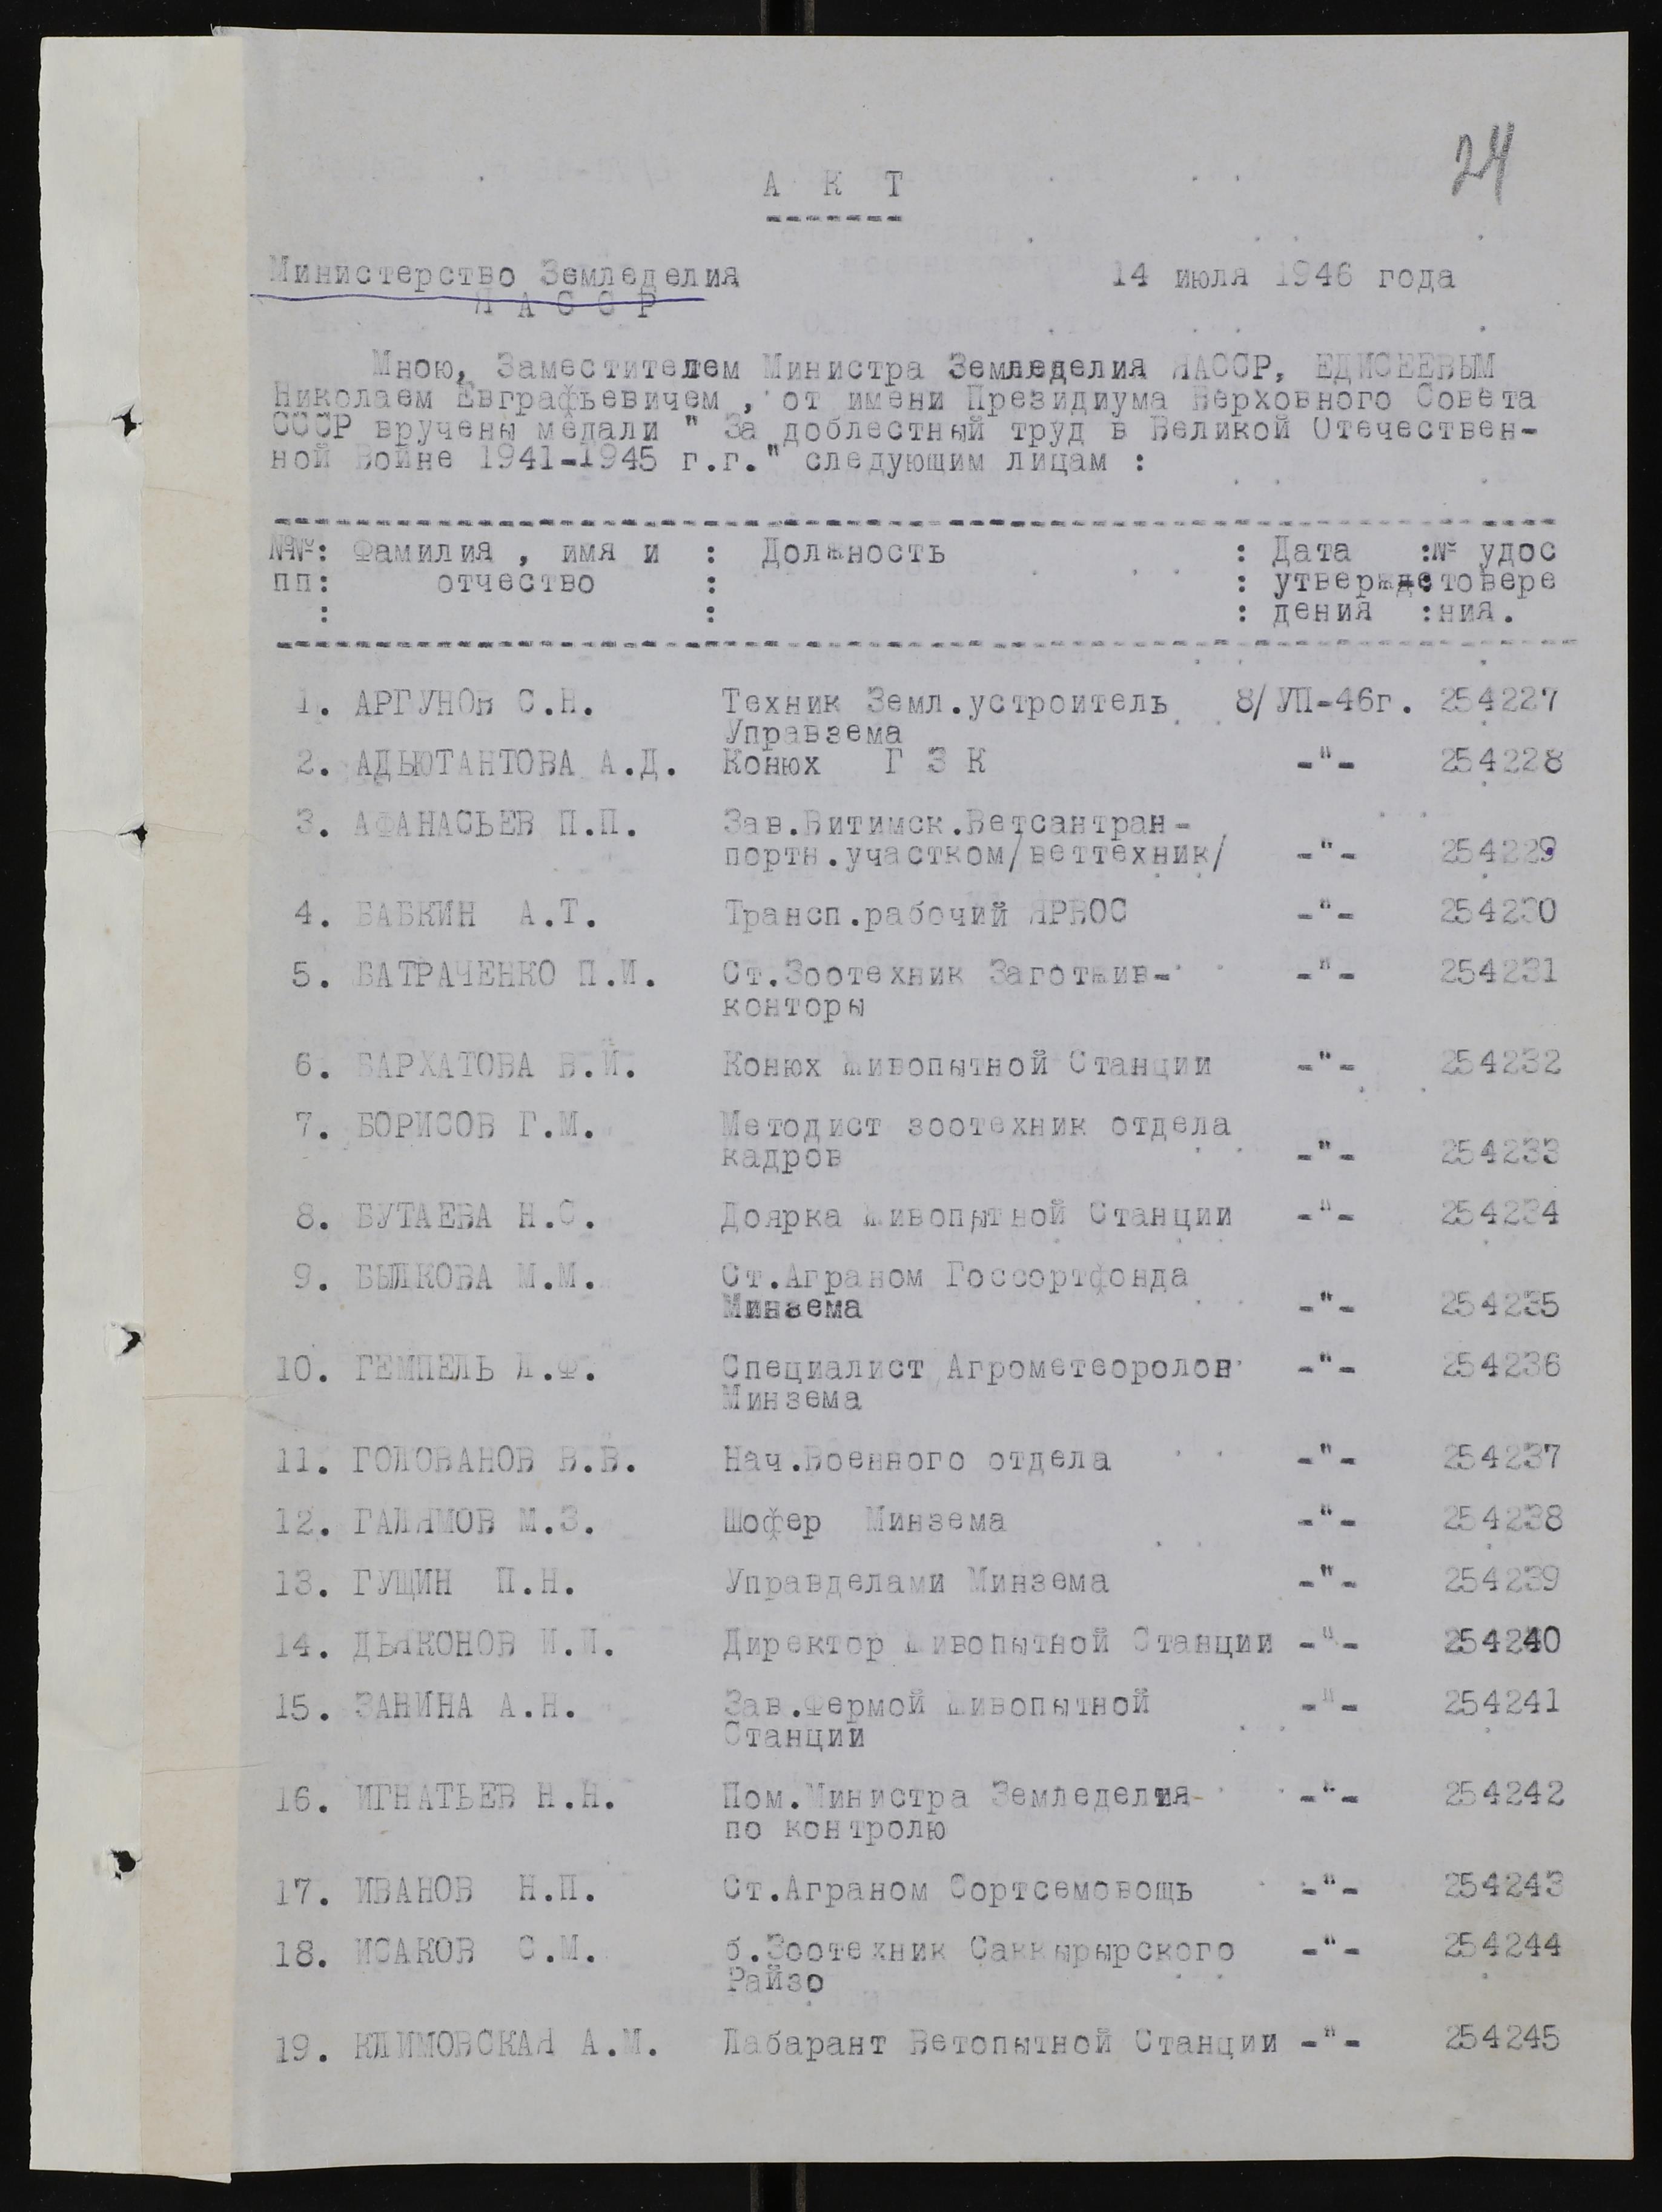 24
А К Т
-------
Министерство Земледелия 14 июля 1946 года
Я А С С Р
Мною, Заместителем Министра Земледелия ЯАССР, ЕДИСЕЕВЫМ
Николаем Евграфьевичем , от имени Президиума Верховного Совета
СССР вручены медали " За доблестный труд в Великой Отечествен-
ной Войне 1941-1945 г.г." следующим лицам :
№№: Фамилия , имя и : Должность : Дата :№ удос
пп: отчество : : утвержде:товере
: : : дения :ния.
1. АРГУНОВ С.Н. Техник Земл.устроитель 8/УП-46г. 254227
Управзема
2. АДЬЮТАНТОВА А.Д. Конюх Г З К -"- 254228
3. АФАНАСЬЕВ П.П. Зав.Витимск.Ветсантран-
портн.участком/веттехник/ -"- 254229
4. БАБКИН А.Т. Трансп.рабочий ЯРВОС -"- 254230
5. БАТРАЧЕНКО П.И. Ст.Зоотехник Заготжив- -"- 254231
конторы
6. БАРХАТОВА В.И. Конюх Живопытной Станции -"- 254232
7. БОРИСОВ Г.М. Методист зоотехник отдела
кадров -"- 254233
8. БУТАЕВА Н.С. Доярка Живопытной Станции -"- 254234
9. БЫЛКОВА М.М. Ст.Аграном Госсортфонда
Минзема -"- 254235
10. ГЕМПЕЛЬ Л.Ф. Специалист Агрометеоролог -"- 254236
Минзема
11. ГОЛОВАНОВ В.В. Нач.Военного отдела -"- 254237
12. ГАЛЯМОВ М.З. Шофер Минзема -"- 254238
13. ГУЩИН П.Н. Управделами Минзема -"- 254239
14. ДЬЯКОНОВ И.И. Директор Живопытной Станции -"- 254240
15. ЗАНИНА А.Н. Зав.Фермой Живопытной -"- 254241
Станции
16. ИГНАТЬЕВ Н.Н. Пом.Министра Земледелия -"- 254242
по контролю
17. ИВАНОВ Н.П. Ст.Аграном Сортсемовощь -"- 254243
18. ИСАКОВ С.М. б.Зоотехник Саккырырского -"- 254244
Райзо
19. КЛИМОВСКАЯ А.М. Лабарант Ветопытной Станции -"- 254245